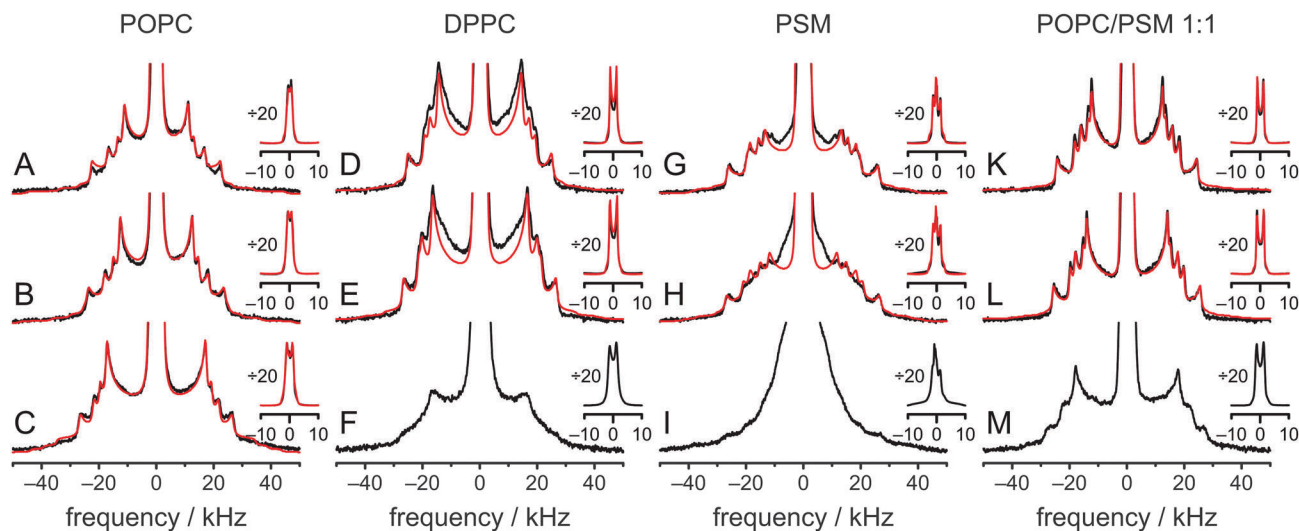 POPC DPPC PSM POPC/PSM 1:1
÷20 ÷20 ÷20 ÷20
A D G K
−10 0 10 −10 0 10 −10 0 10 −10 0 10
÷20 ÷20 ÷20 ÷20
B E H L
−10 0 10 −10 0 10 −10 0 10 −10 0 10
÷20 ÷20 ÷20 ÷20
C F I M
−10 0 10 −10 0 10 −10 0 10 −10 0 10
−40 −20 0 20 40 −40 −20 0 20 40 −40 −20 0 20 40 −40 −20 0 20 40
frequency / kHz frequency / kHz frequency / kHz frequency / kHz